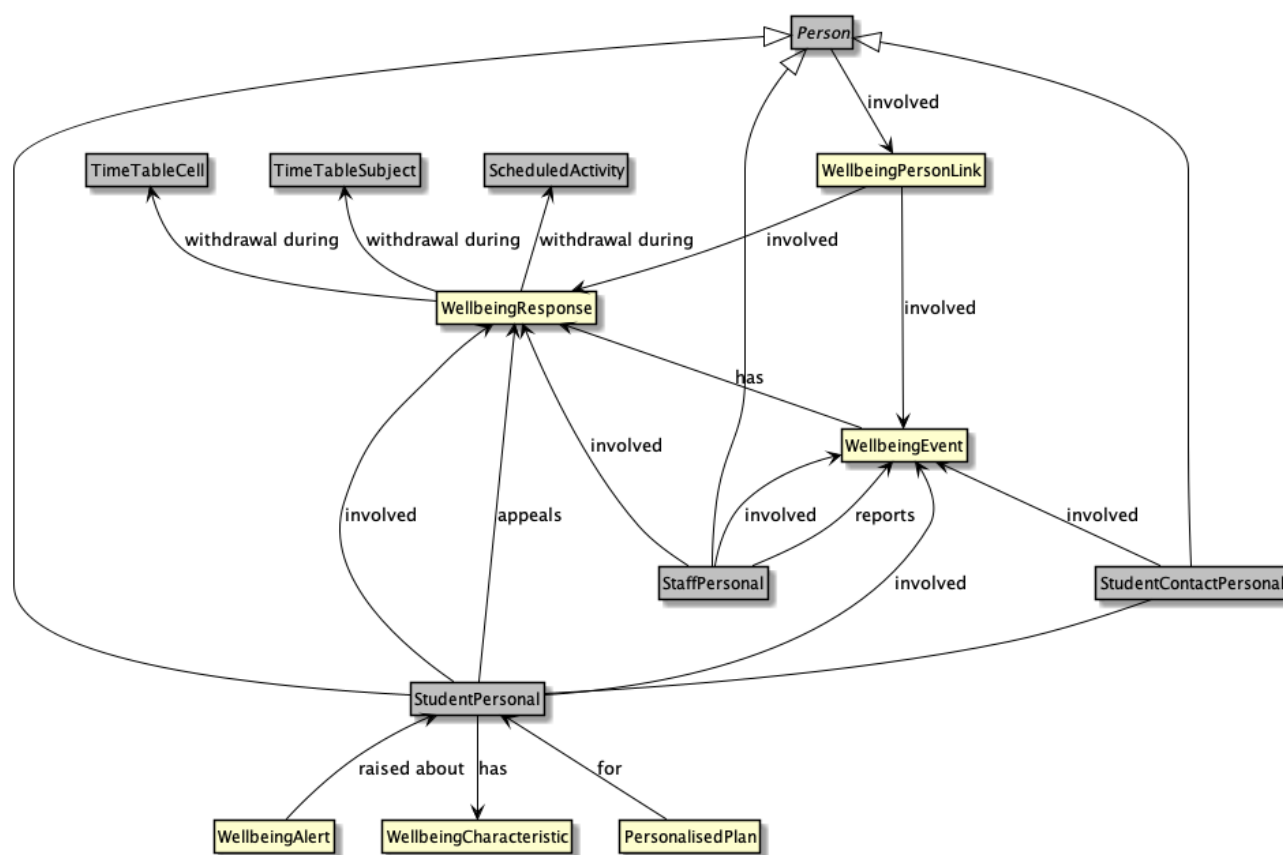 Person
involved
TimeTableCell
TimeTableSubject
ScheduledActivity
WellbeingPersonLink
withdrawal during
withdrawal during
withdrawal during
involved
WellbeingResponse
involved
has
WellbeingEvent
involved
involved
appeals
involved
reports
involved
StaffPersonal
involved
StudentContactPersonal
StudentPersonal
raised about
has
for
WellbeingAlert
WellbeingCharacteristic
PersonalisedPlan